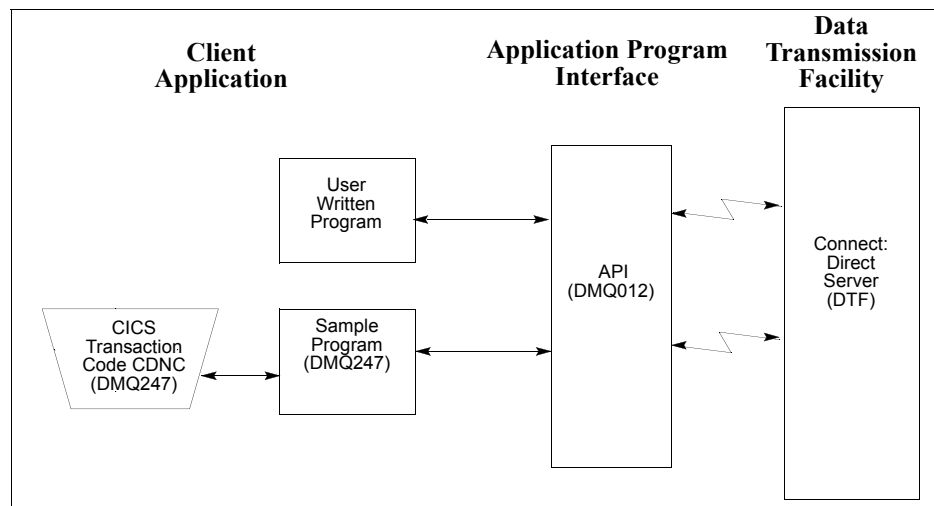 Client
Application
Application Program
Interface
Data
Transmission
Facility
User
Written
Program
API
(DMQ012)
Connect:
Direct
Server
(DTF)
CICS
Transaction
Code CDNC
(DMQ247)
Sample
Program
(DMQ247)